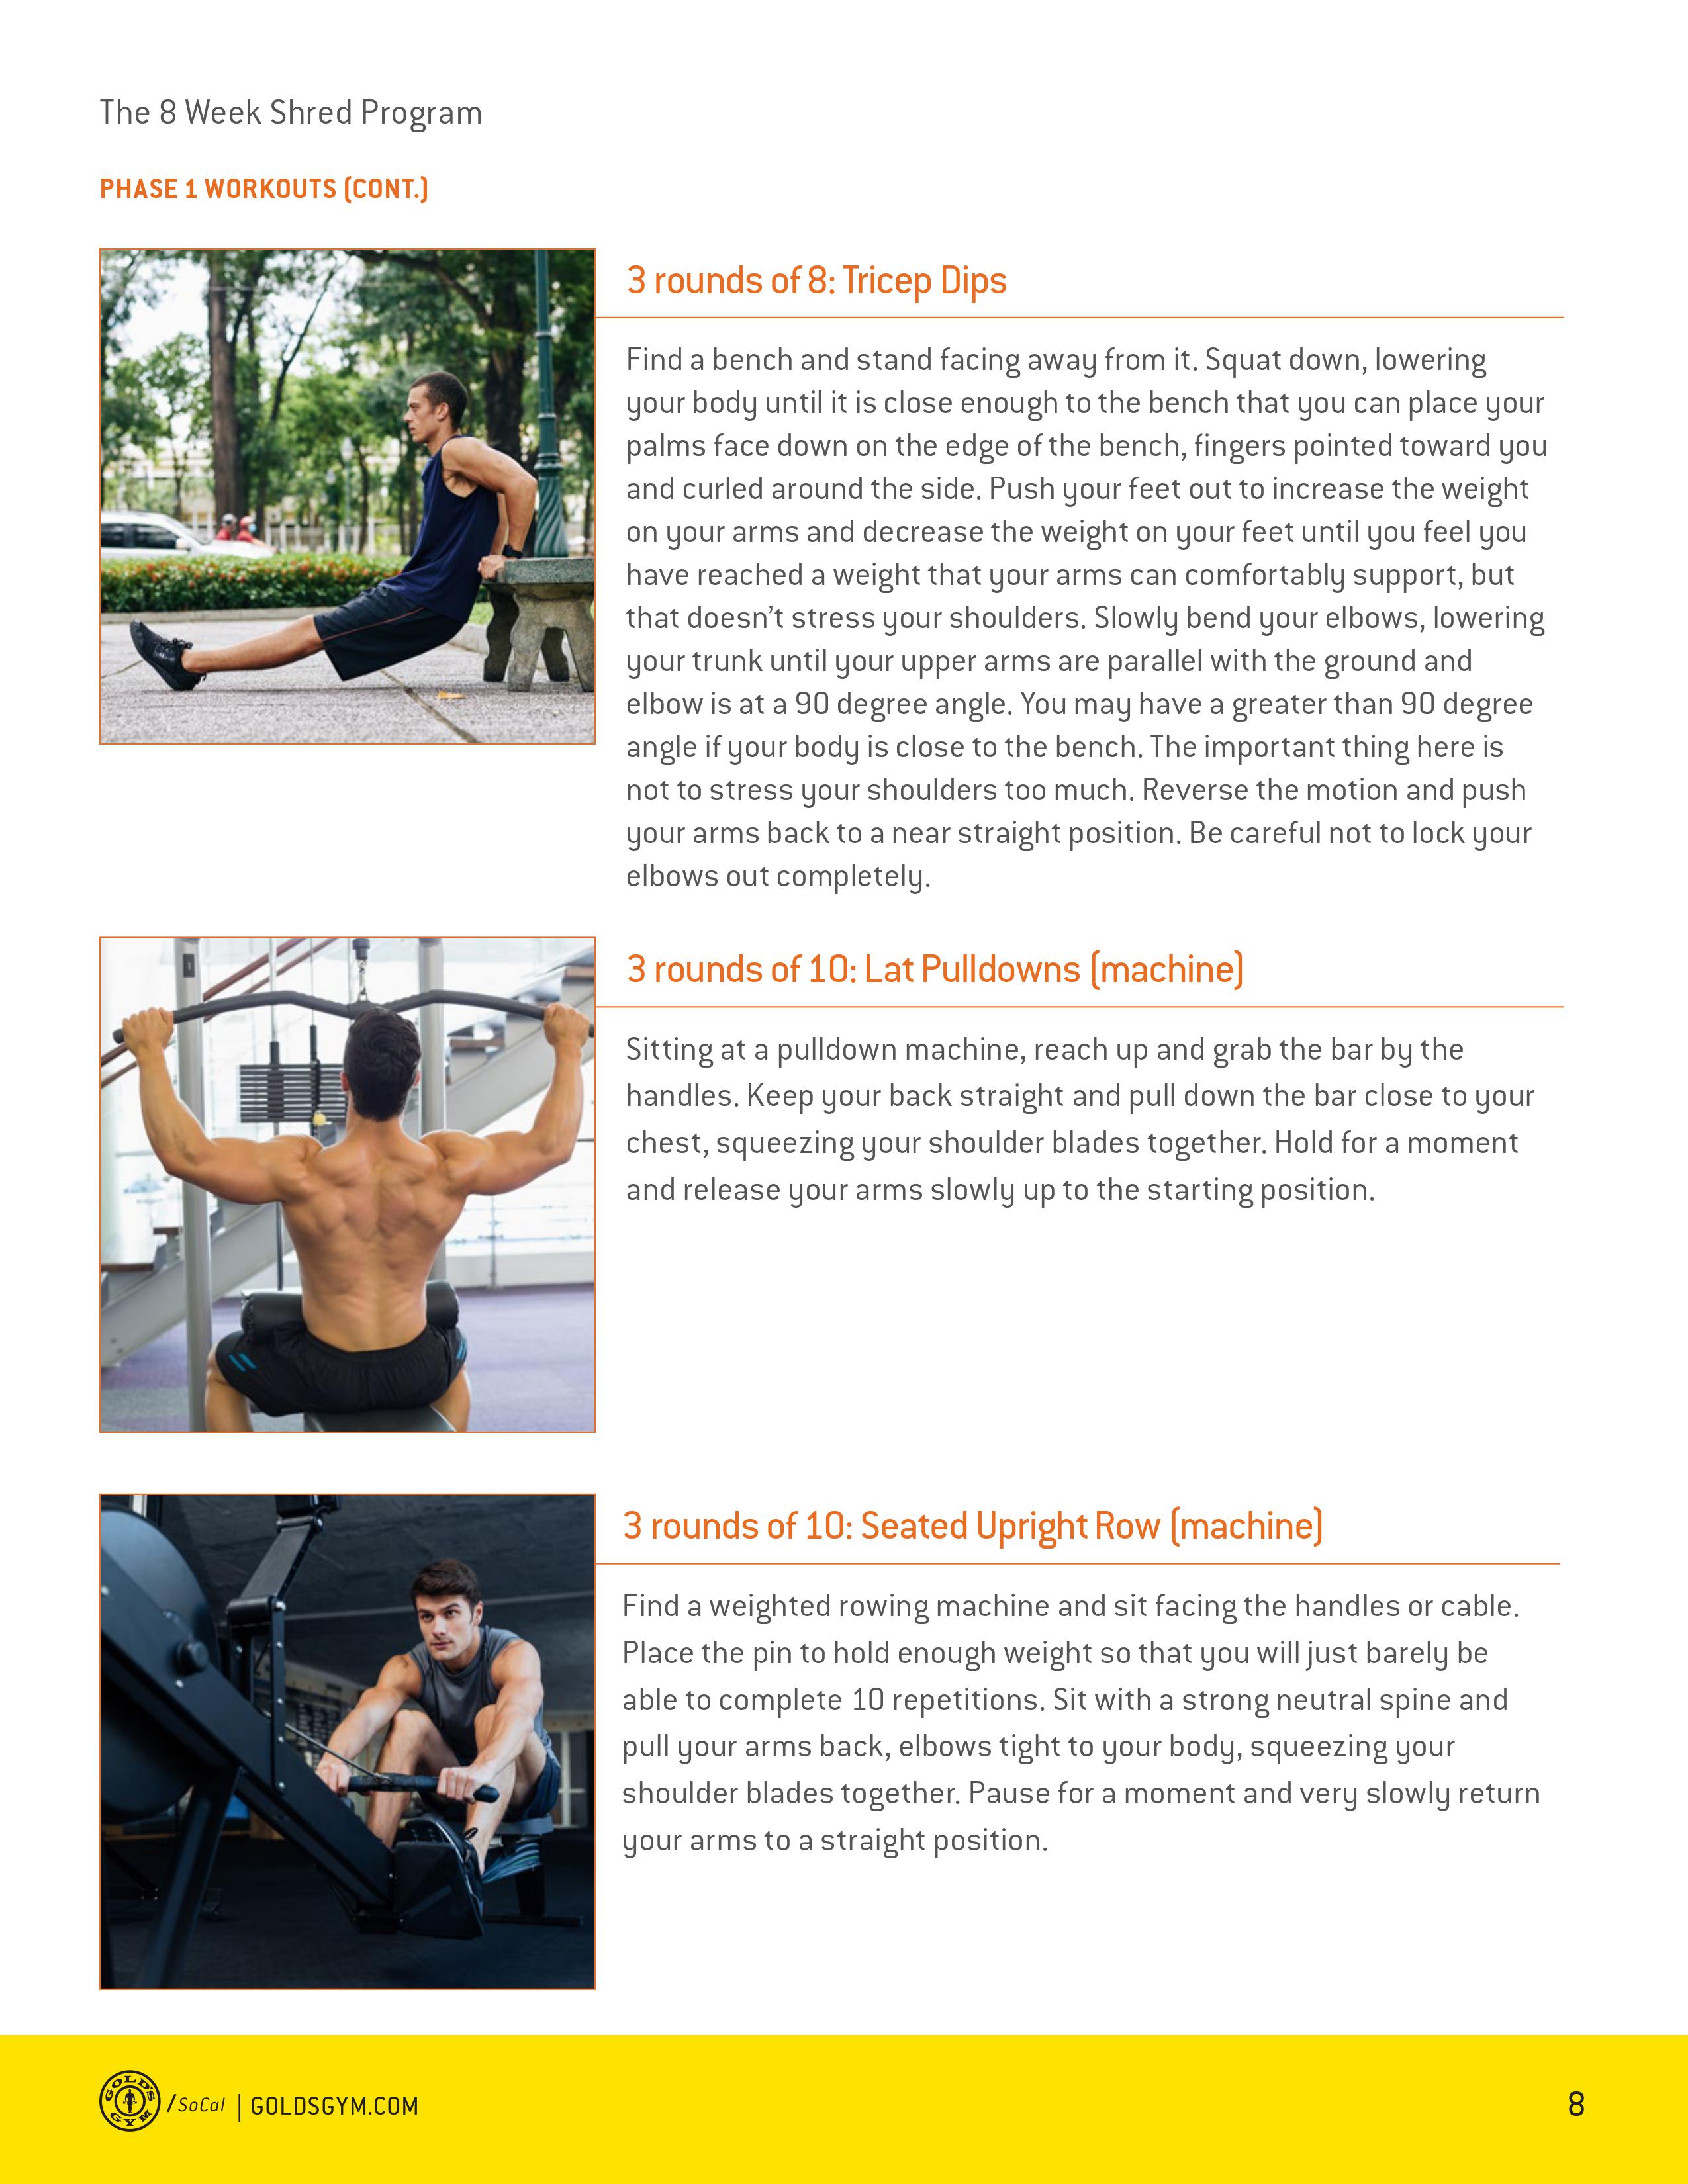 The 8 Week Shred Program
PHASE 1 WORKOUTS (CONT.)
3 rounds of 8: Tricep Dips
Find a bench and stand facing away from it. Squat down, lowering
your body until it is close enough to the bench that you can place your
palms face down on the edge of the bench, fingers pointed toward you
and curled around the side. Push your feet out to increase the weight
on your arms and decrease the weight on your feet until you feel you
have reached a weight that your arms can comfortably support, but
that doesn’t stress your shoulders. Slowly bend your elbows, lowering
your trunk until your upper arms are parallel with the ground and
elbow is at a 90 degree angle. You may have a greater than 90 degree
angle if your body is close to the bench. The important thing here is
not to stress your shoulders too much. Reverse the motion and push
your arms back to a near straight position. Be careful not to lock your
elbows out completely.
3 rounds of 10: Lat Pulldowns (machine)
Sitting at a pulldown machine, reach up and grab the bar by the
handles. Keep your back straight and pull down the bar close to your
chest, squeezing your shoulder blades together. Hold for a moment
and release your arms slowly up to the starting position.
3 rounds of 10: Seated Upright Row (machine)
Find a weighted rowing machine and sit facing the handles or cable.
Place the pin to hold enough weight so that you will just barely be
able to complete 10 repetitions. Sit with a strong neutral spine and
pull your arms back, elbows tight to your body, squeezing your
shoulder blades together. Pause for a moment and very slowly return
your arms to a straight position.
GOLD'S GYM /SoCal | GOLDSGYM.COM
8